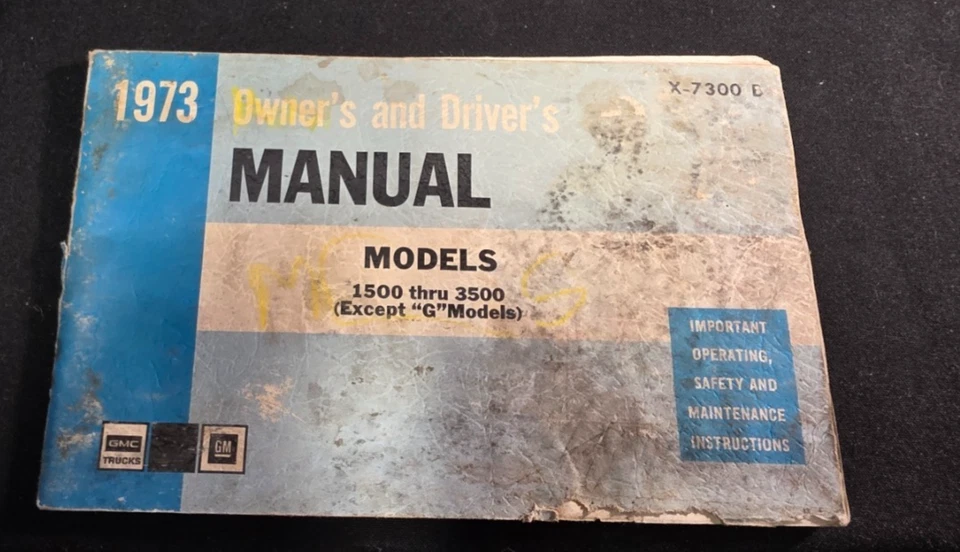 1973
Owner's and Driver's
X-7300 B
MANUAL
MODELS
1500 thru 3500
(Except "G"Models)
IMPORTANT
OPERATING,
SAFETY AND
MAINTENANCE
INSTRUCTIONS
GMC
TRUCKS
GM